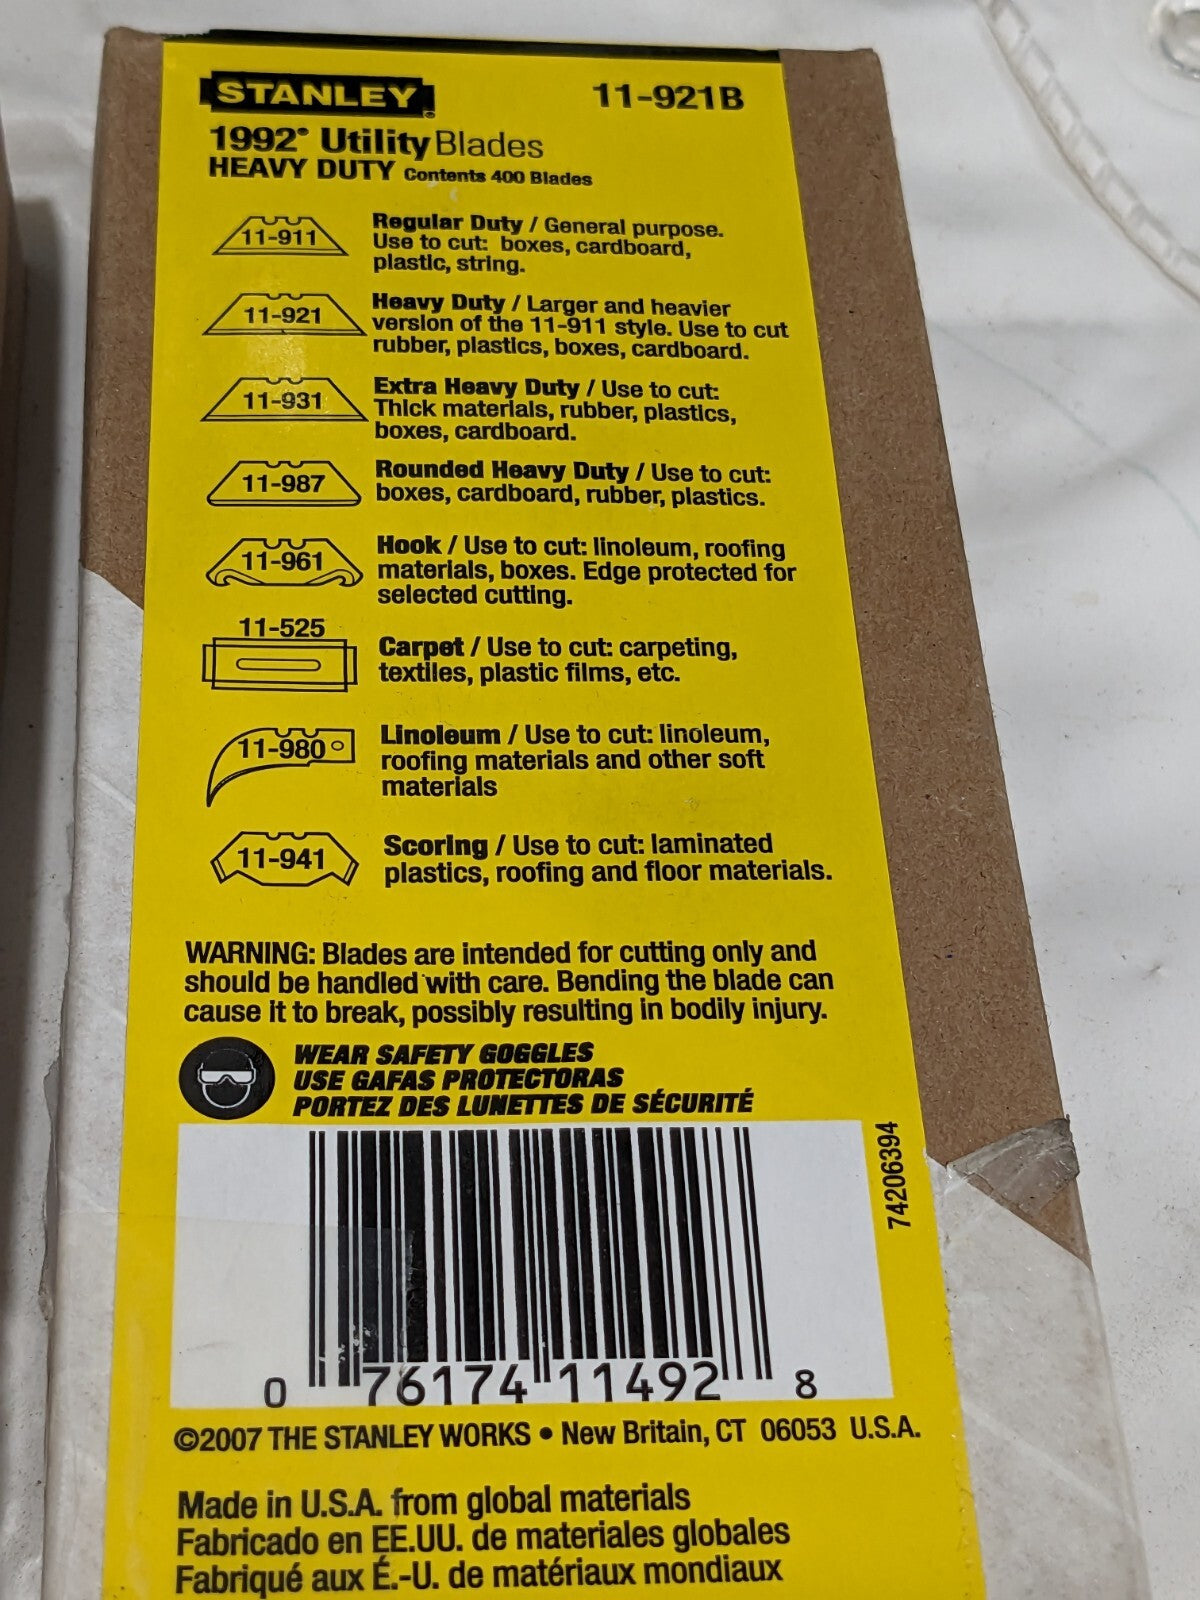 STANLEY® 11-921B
1992® Utility Blades
HEAVY DUTY Contents 400 Blades
11-911
Regular Duty / General purpose.
Use to cut: boxes, cardboard,
plastic, string.
11-921
Heavy Duty / Larger and heavier
version of the 11-911 style. Use to cut
rubber, plastics, boxes, cardboard.
11-931
Extra Heavy Duty / Use to cut:
Thick materials, rubber, plastics,
boxes, cardboard.
11-987
Rounded Heavy Duty / Use to cut:
boxes, cardboard, rubber, plastics.
11-961
Hook / Use to cut: linoleum, roofing
materials, boxes. Edge protected for
selected cutting.
11-525
Carpet / Use to cut: carpeting,
textiles, plastic films, etc.
11-980
Linoleum / Use to cut: linoleum,
roofing materials and other soft
materials
11-941
Scoring / Use to cut: laminated
plastics, roofing and floor materials.
WARNING: Blades are intended for cutting only and
should be handled with care. Bending the blade can
cause it to break, possibly resulting in bodily injury.
WEAR SAFETY GOGGLES
USE GAFAS PROTECTORAS
PORTEZ DES LUNETTES DE SÉCURITÉ
74206394
0 76174 11492 8
©2007 THE STANLEY WORKS • New Britain, CT 06053 U.S.A.
Made in U.S.A. from global materials
Fabricado en EE.UU. de materiales globales
Fabriqué aux É.-U. de matériaux mondiaux